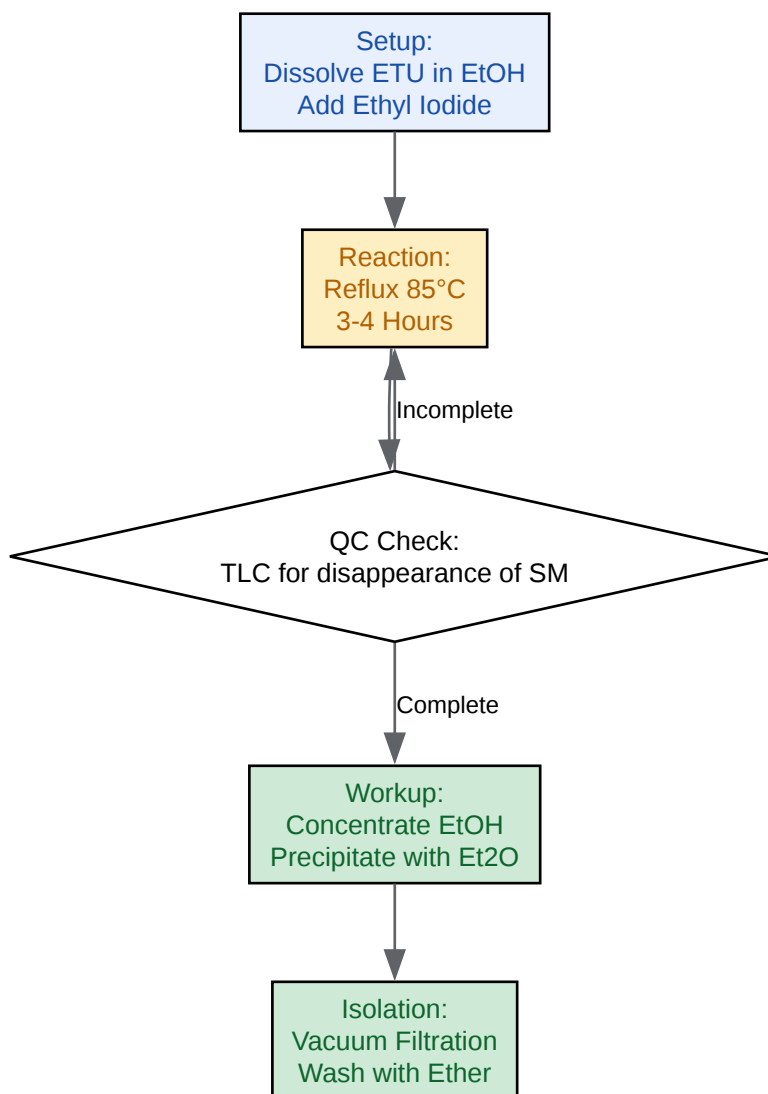 Setup:
Dissolve ETU in EtOH
Add Ethyl Iodide
Reaction:
Reflux 85°C
3-4 Hours
Incomplete
QC Check:
TLC for disappearance of SM
Complete
Workup:
Concentrate EtOH
Precipitate with Et2O
Isolation:
Vacuum Filtration
Wash with Ether